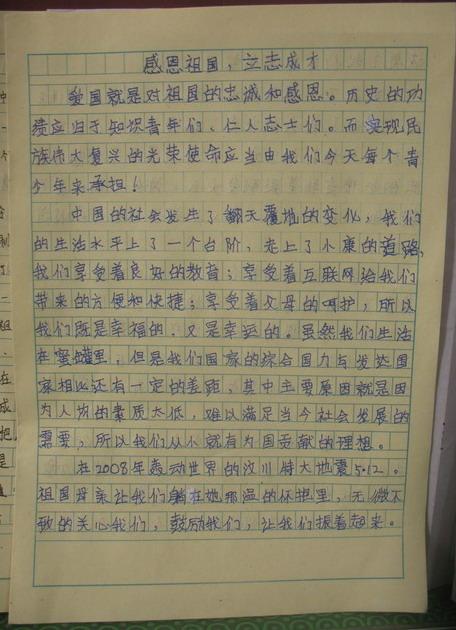 感恩祖国，立志成才
爱国就是对祖国的忠诚和感恩。历史的功
绩应归于知识青年们、仁人志士们。而实现民
族伟大复兴的光荣使命应当由我们今天每个青
少年来承担！
中国的社会发生了翻天覆地的变化，我们
的生活水平上了一个台阶，走上了小康的道路，
我们享受着良好的教育；享受着互联网给我们
带来的方便和快捷；享受着父母的呵护，所以
我们既是幸福的，又是幸运的。虽然我们生活
在蜜罐里，但是我们国家的综合国力与发达国
家相比还有一定的差距，其中主要原因就是因
为人均的素质太低，难以满足当今社会发展的
需要，所以我们从小就有为国贡献的理想。
在2008年轰动世界的汶川特大地震5.12。
祖国母亲让我们躺在她那温的怀抱里，无微不
致的关心我们，鼓励我们，让我们振着起来。